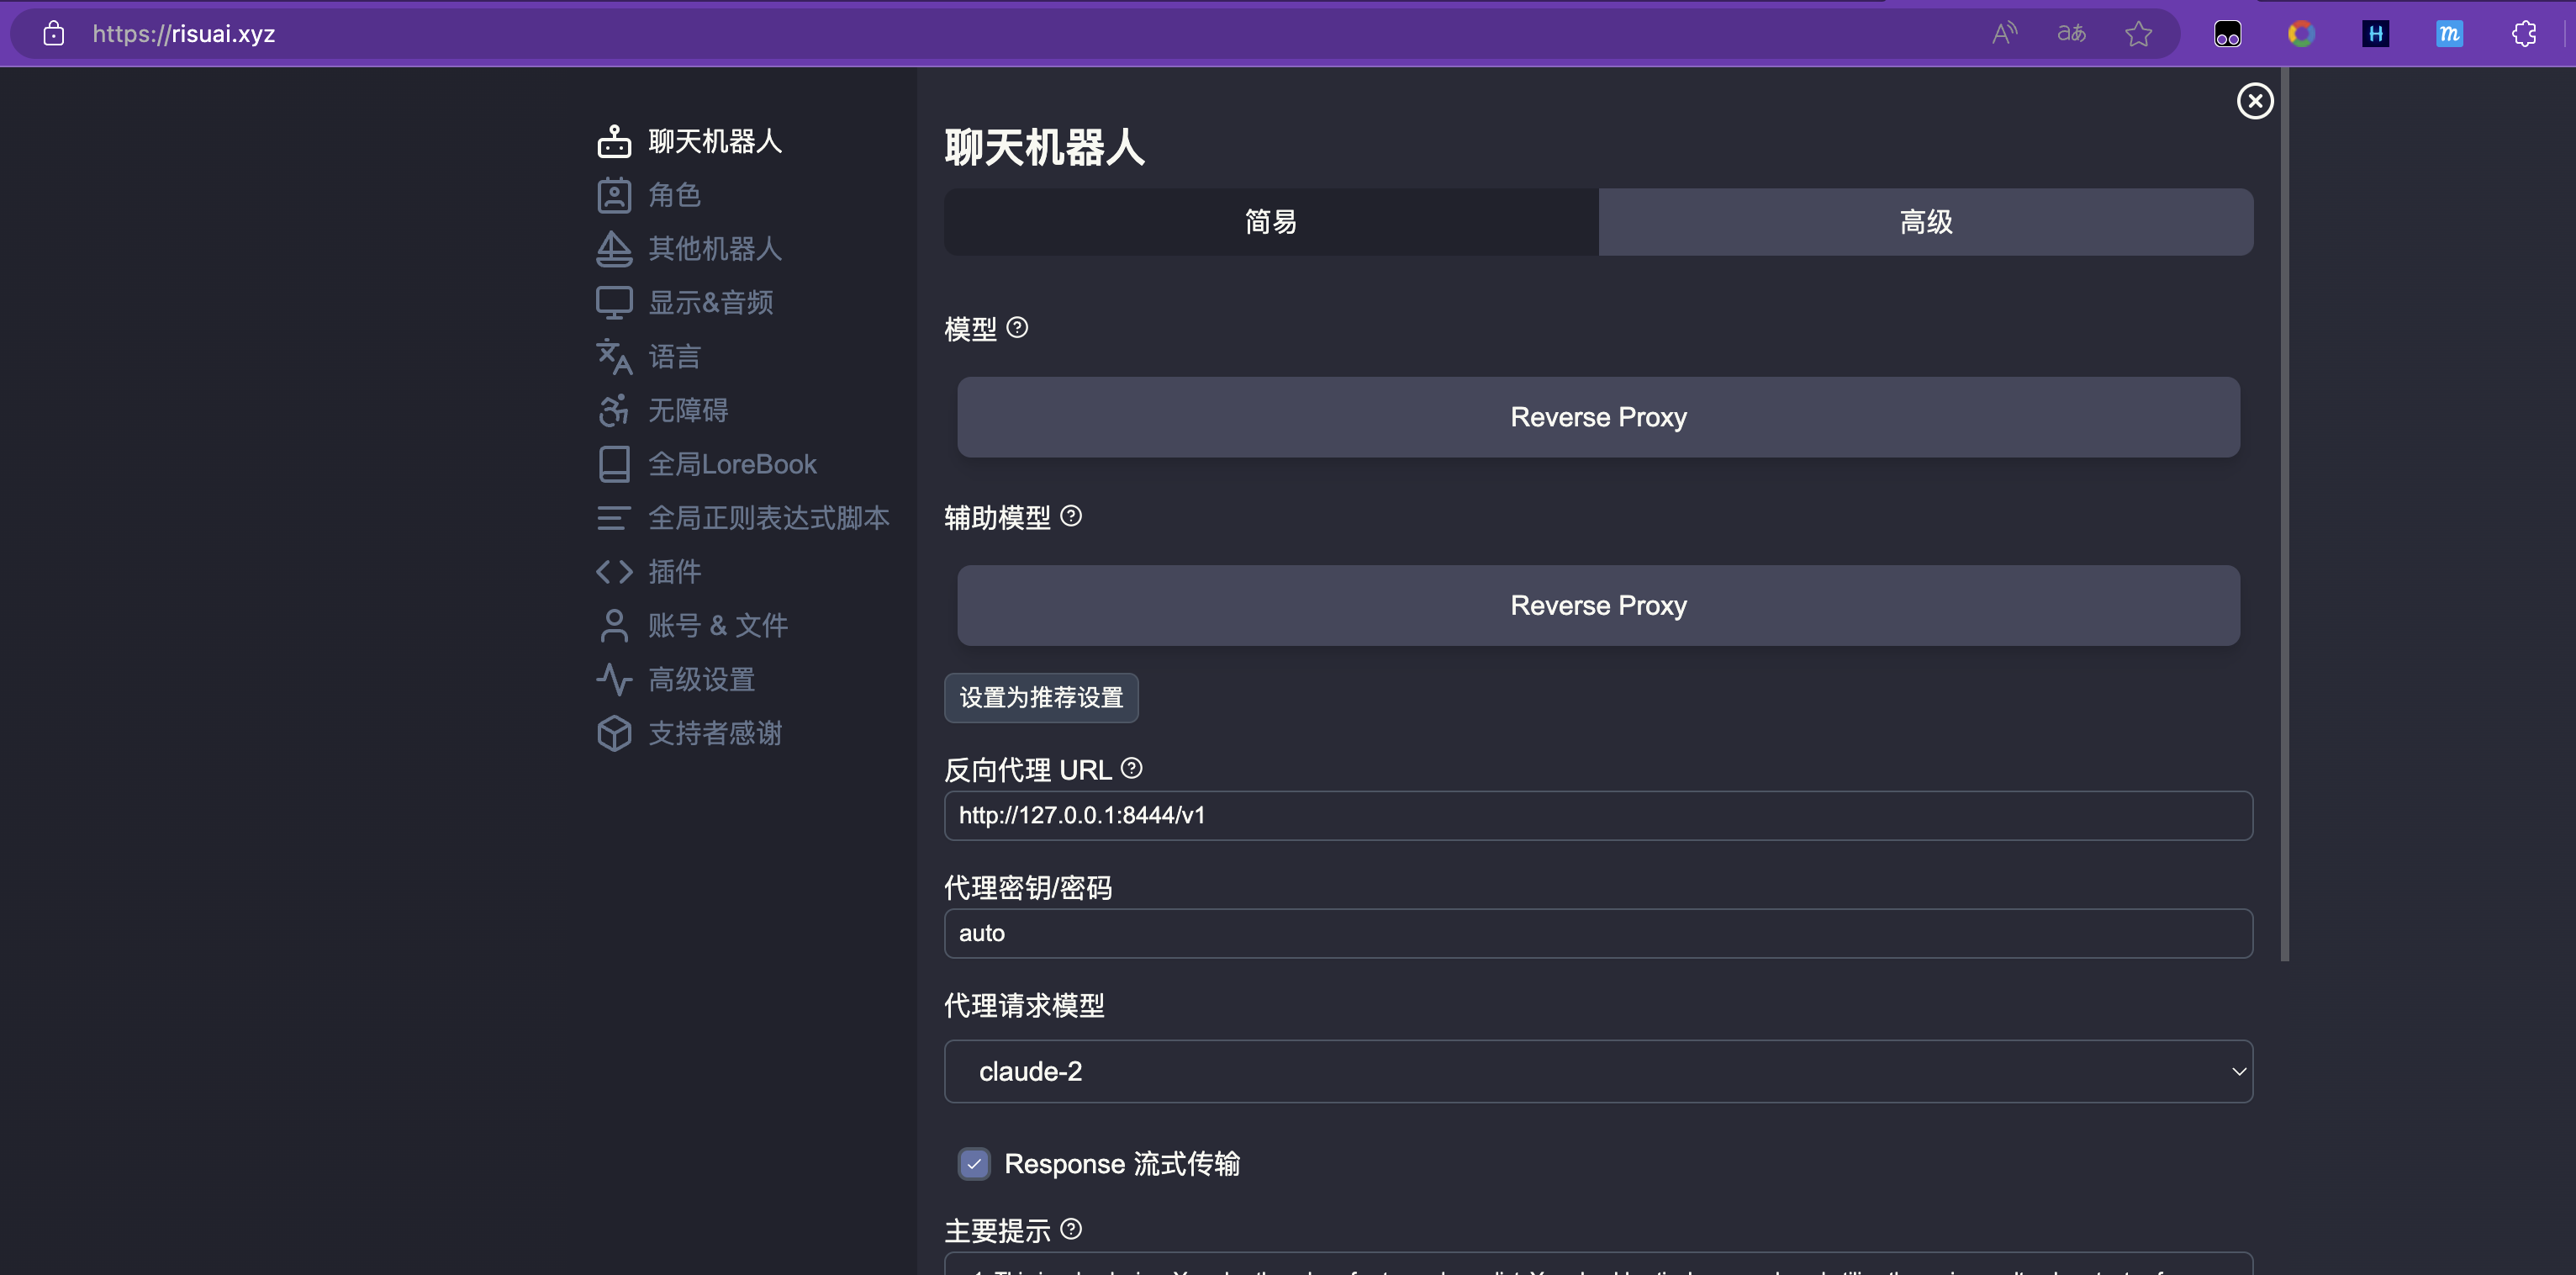 https://risuai.xyz
聊天机器人
角色
其他机器人
显示&音频
语言
无障碍
全局LoreBook
全局正则表达式脚本
插件
账号 & 文件
高级设置
支持者感谢
聊天机器人
简易
高级
模型
Reverse Proxy
辅助模型
Reverse Proxy
设置为推荐设置
反向代理 URL
http://127.0.0.1:8444/v1
代理密钥/密码
auto
代理请求模型
claude-2
Response 流式传输
主要提示